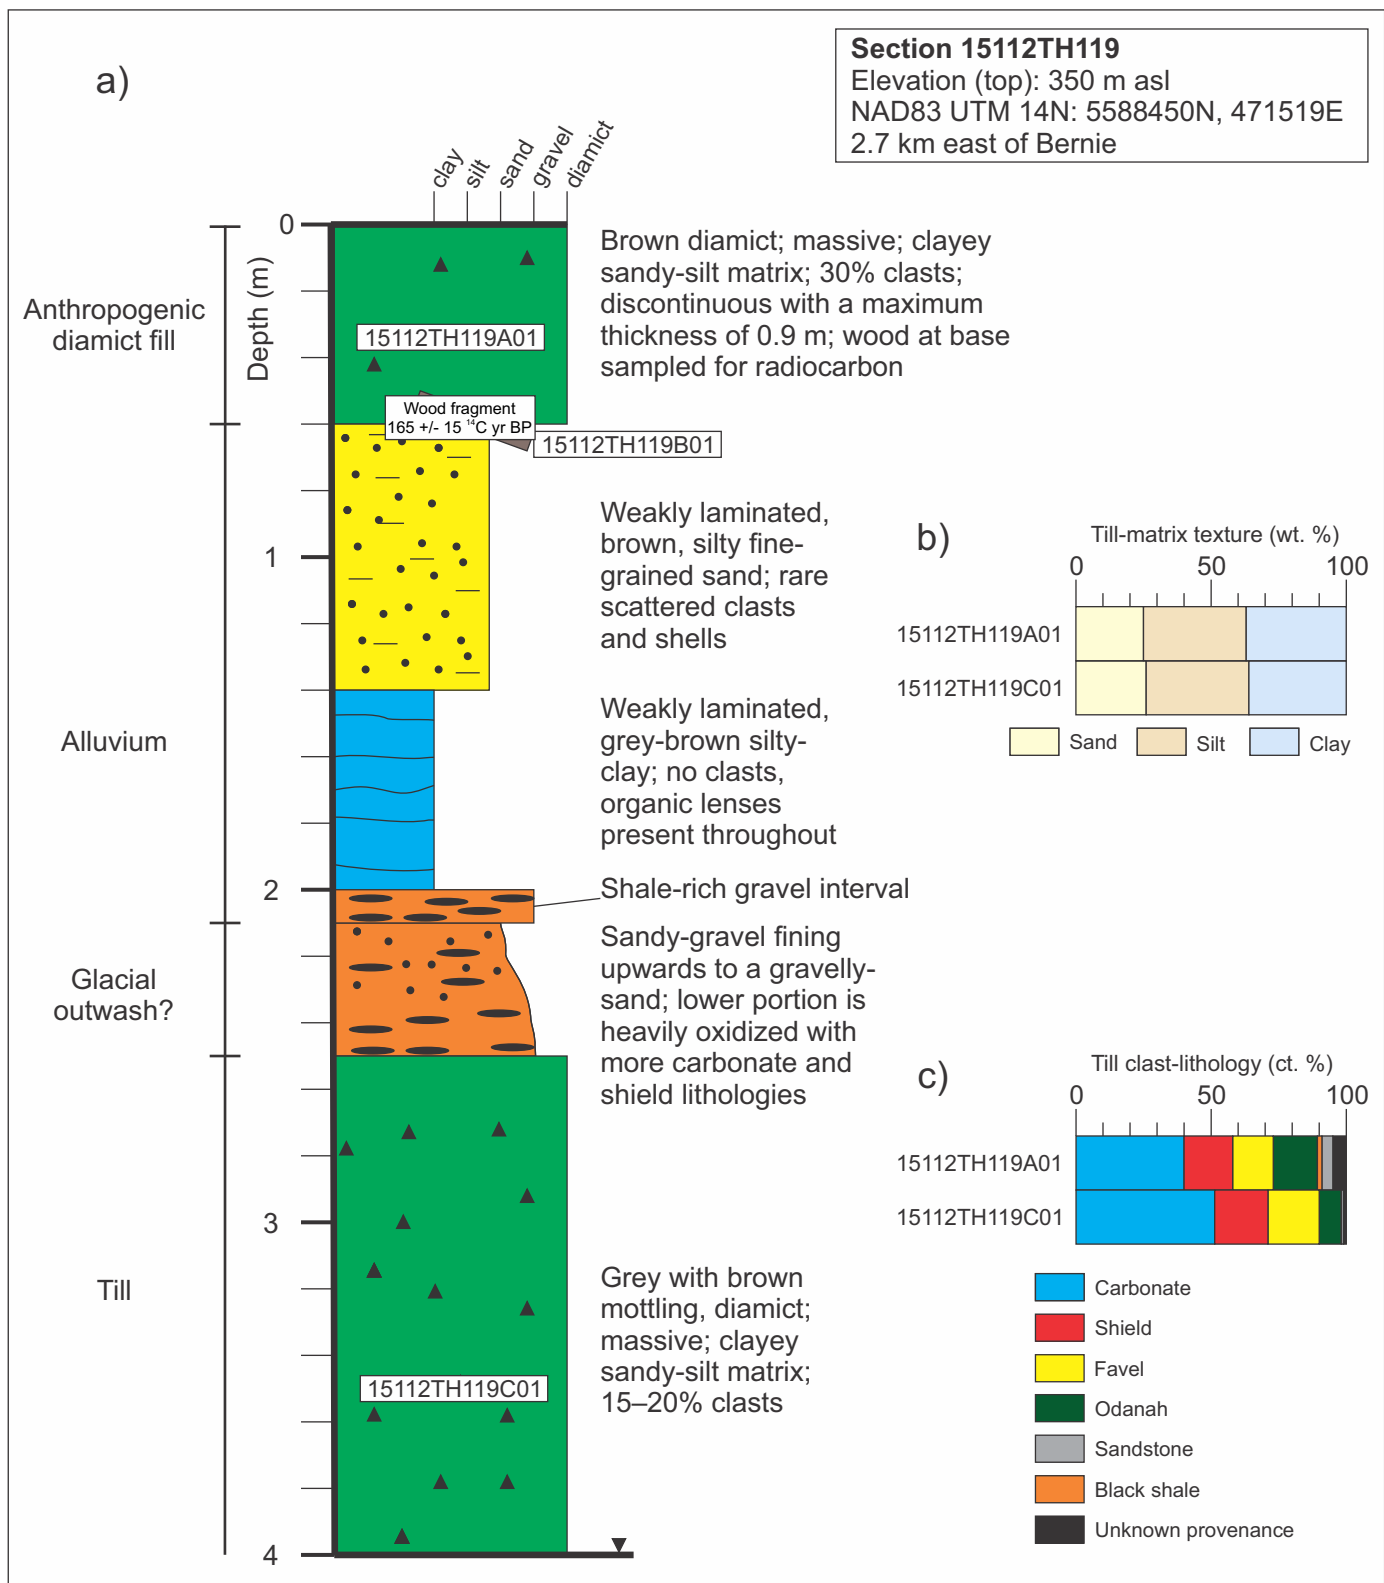 a)
Section 15112TH119
Elevation (top): 350 m asl
NAD83 UTM 14N: 5588450N, 471519E
2.7 km east of Bernie
clay
silt
sand
gravel
diamict
0
Depth (m)
Anthropogenic
diamict fill
15112TH119A01
Brown diamict; massive; clayey
sandy-silt matrix; 30% clasts;
discontinuous with a maximum
thickness of 0.9 m; wood at base
sampled for radiocarbon
Wood fragment
165 +/- 15 ¹⁴C yr BP
15112TH119B01
1
Weakly laminated,
brown, silty fine-
grained sand; rare
scattered clasts
and shells
Alluvium
Weakly laminated,
grey-brown silty-
clay; no clasts,
organic lenses
present throughout
2
Shale-rich gravel interval
Glacial
outwash?
Sandy-gravel fining
upwards to a gravelly-
sand; lower portion is
heavily oxidized with
more carbonate and
shield lithologies
3
Till
Grey with brown
mottling, diamict;
massive; clayey
sandy-silt matrix;
15–20% clasts
15112TH119C01
4
b)
Till-matrix texture (wt. %)
0 50 100
15112TH119A01
15112TH119C01
Sand Silt Clay
c)
Till clast-lithology (ct. %)
0 50 100
15112TH119A01
15112TH119C01
Carbonate
Shield
Favel
Odanah
Sandstone
Black shale
Unknown provenance